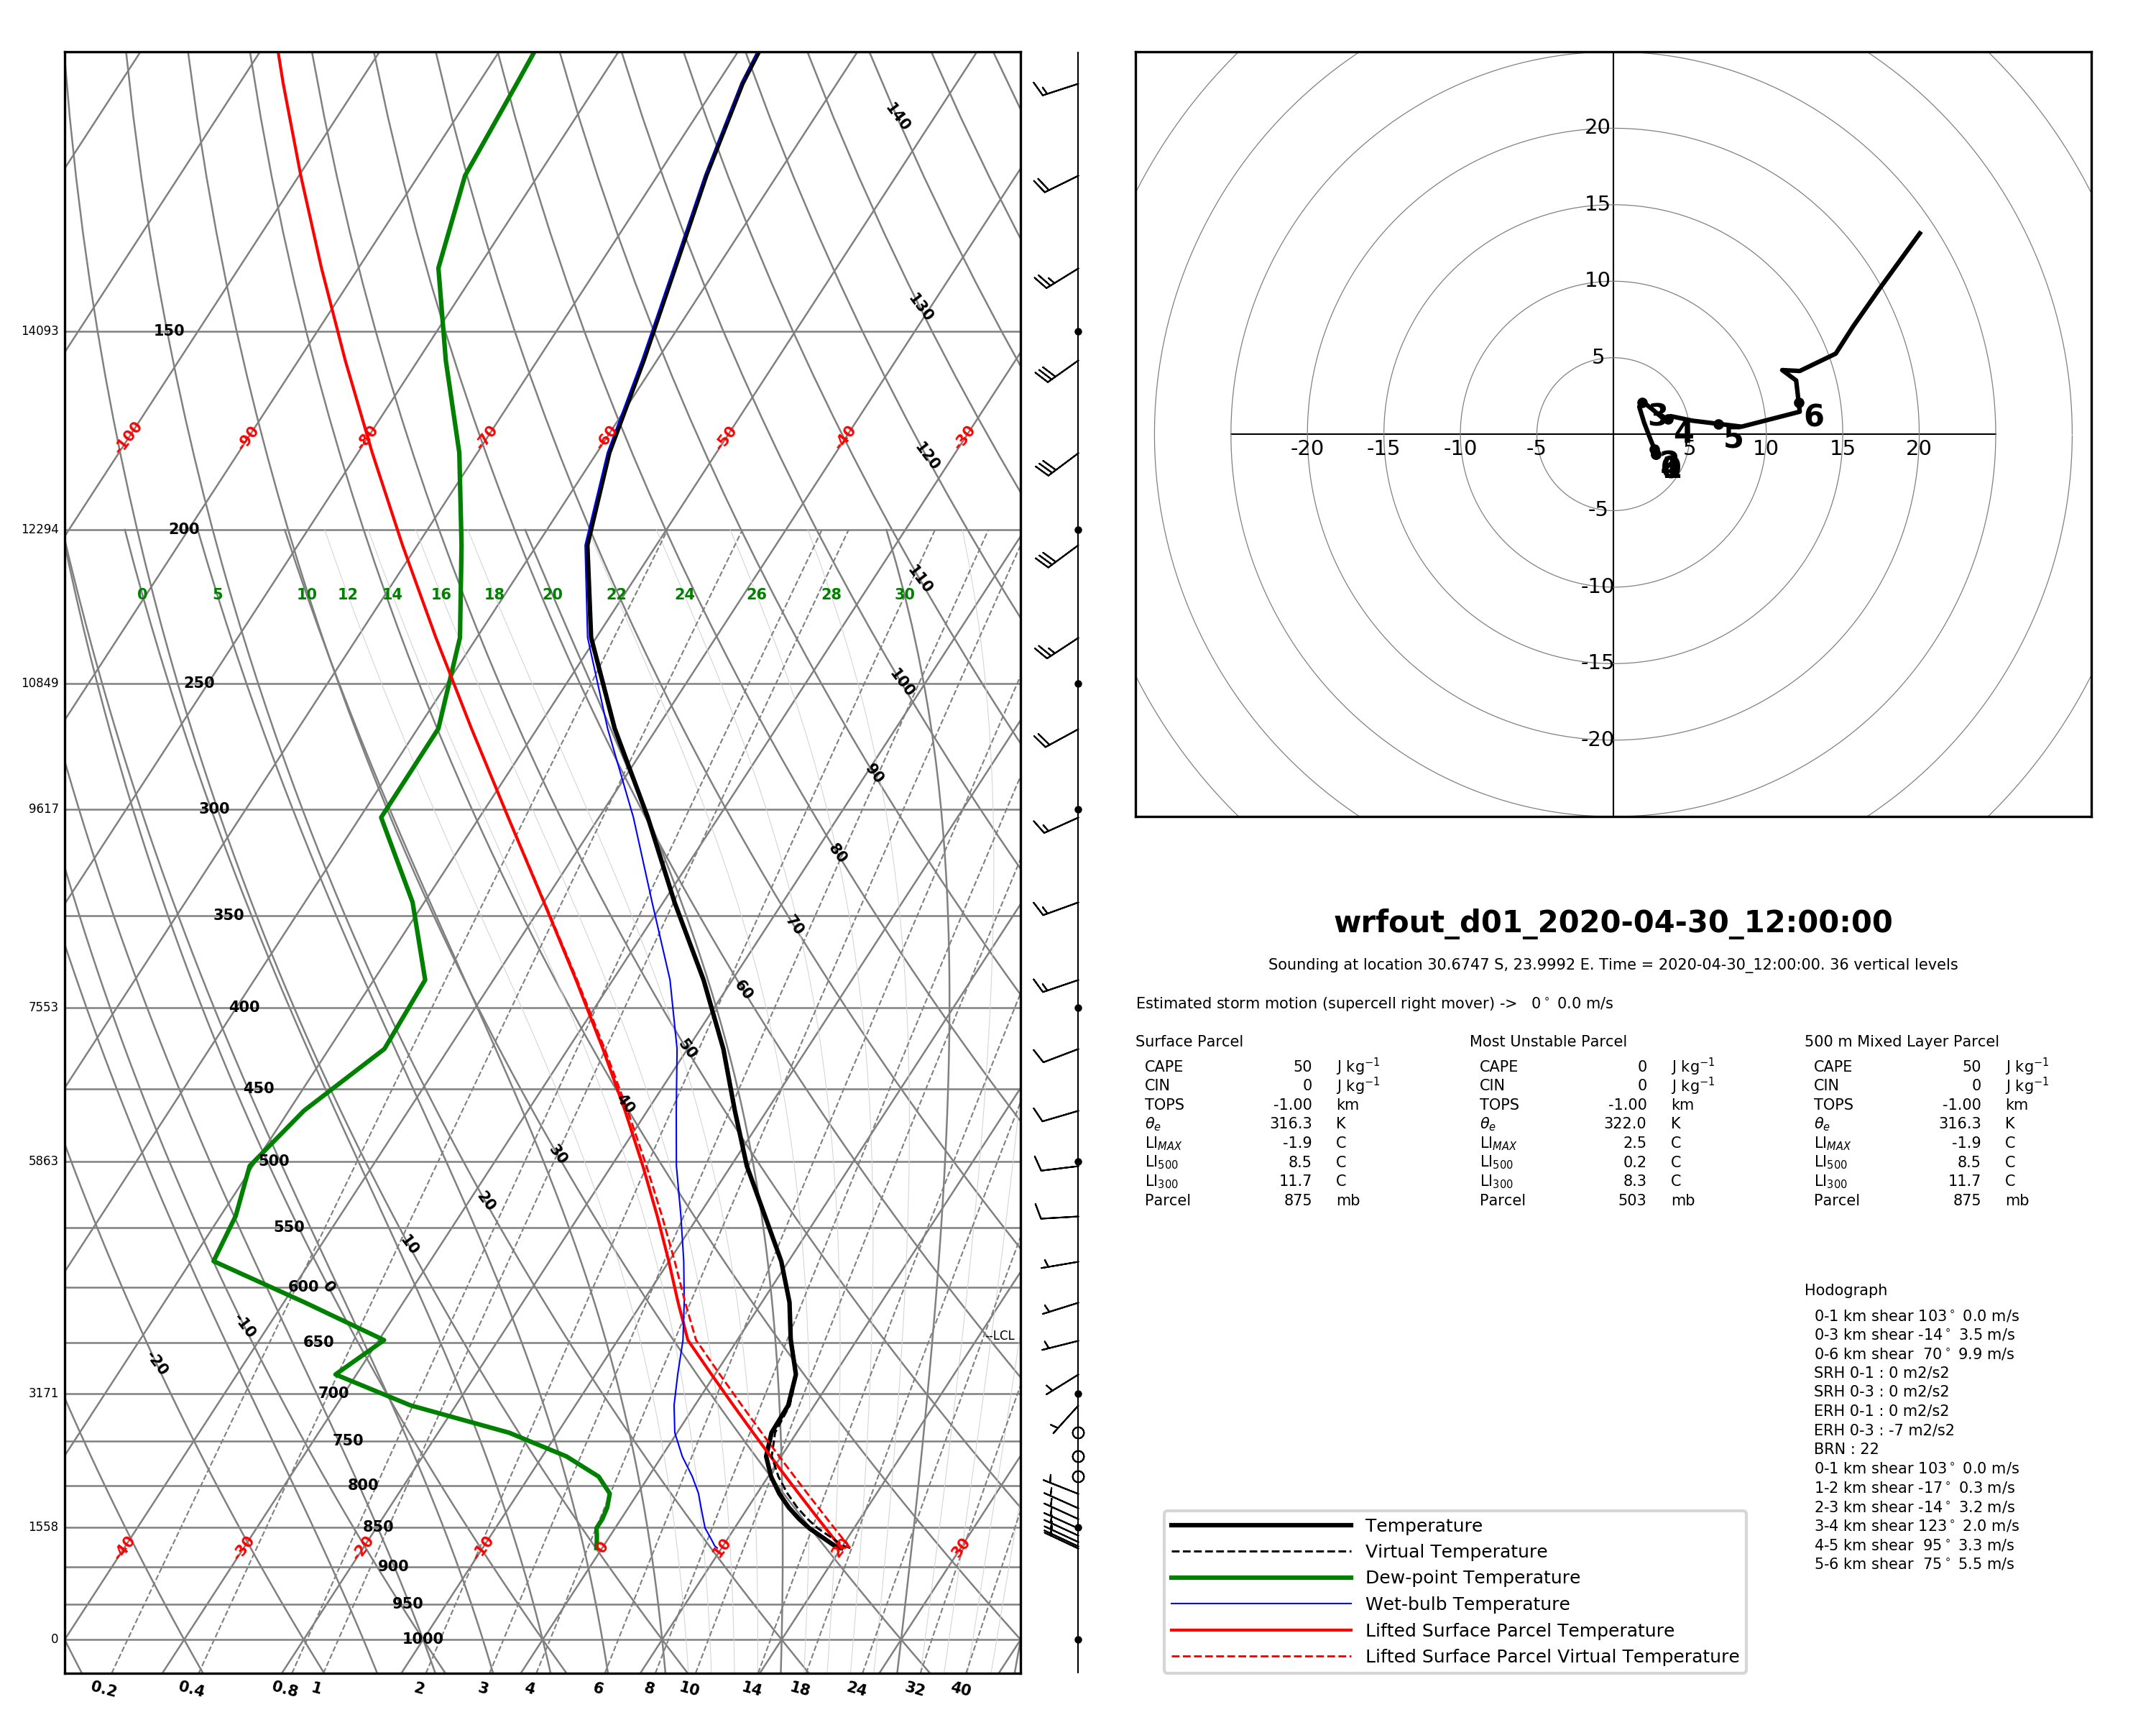 140
130
14093 150
-100 -90 -80 -70 -60 -50 -40 -30
120
12294 200
110
0 5 10 12 14 16 18 20 22 24 26 28 30
10849 250
100
90
9617 300
80
350
70
60
7553 400
50
450
40
5863 500
30
20
550
10
600 0
-10
650
--LCL
-20
3171 700
750
800
1558 850
-40 -30 -20 -10 0 10 20 30
900
950
0 1000
0.2 0.4 0.8 1 2 3 4 6 8 10 14 18 24 32 40
20
15
10
5
-20 -15 -10 -5 5 10 15 20
3 4 5 6
-5
-10
-15
-20
wrfout_d01_2020-04-30_12:00:00
Sounding at location 30.6747 S, 23.9992 E. Time = 2020-04-30_12:00:00. 36 vertical levels
Estimated storm motion (supercell right mover) -> 0° 0.0 m/s
Surface Parcel
CAPE 50 J kg⁻¹
CIN 0 J kg⁻¹
TOPS -1.00 km
θe 316.3 K
LIMAX -1.9 C
LI500 8.5 C
LI300 11.7 C
Parcel 875 mb
Most Unstable Parcel
CAPE 0 J kg⁻¹
CIN 0 J kg⁻¹
TOPS -1.00 km
θe 322.0 K
LIMAX 2.5 C
LI500 0.2 C
LI300 8.3 C
Parcel 503 mb
500 m Mixed Layer Parcel
CAPE 50 J kg⁻¹
CIN 0 J kg⁻¹
TOPS -1.00 km
θe 316.3 K
LIMAX -1.9 C
LI500 8.5 C
LI300 11.7 C
Parcel 875 mb
Hodograph
0-1 km shear 103° 0.0 m/s
0-3 km shear -14° 3.5 m/s
0-6 km shear 70° 9.9 m/s
SRH 0-1 : 0 m2/s2
SRH 0-3 : 0 m2/s2
ERH 0-1 : 0 m2/s2
ERH 0-3 : -7 m2/s2
BRN : 22
0-1 km shear 103° 0.0 m/s
1-2 km shear -17° 0.3 m/s
2-3 km shear -14° 3.2 m/s
3-4 km shear 123° 2.0 m/s
4-5 km shear 95° 3.3 m/s
5-6 km shear 75° 5.5 m/s
Temperature
Virtual Temperature
Dew-point Temperature
Wet-bulb Temperature
Lifted Surface Parcel Temperature
Lifted Surface Parcel Virtual Temperature